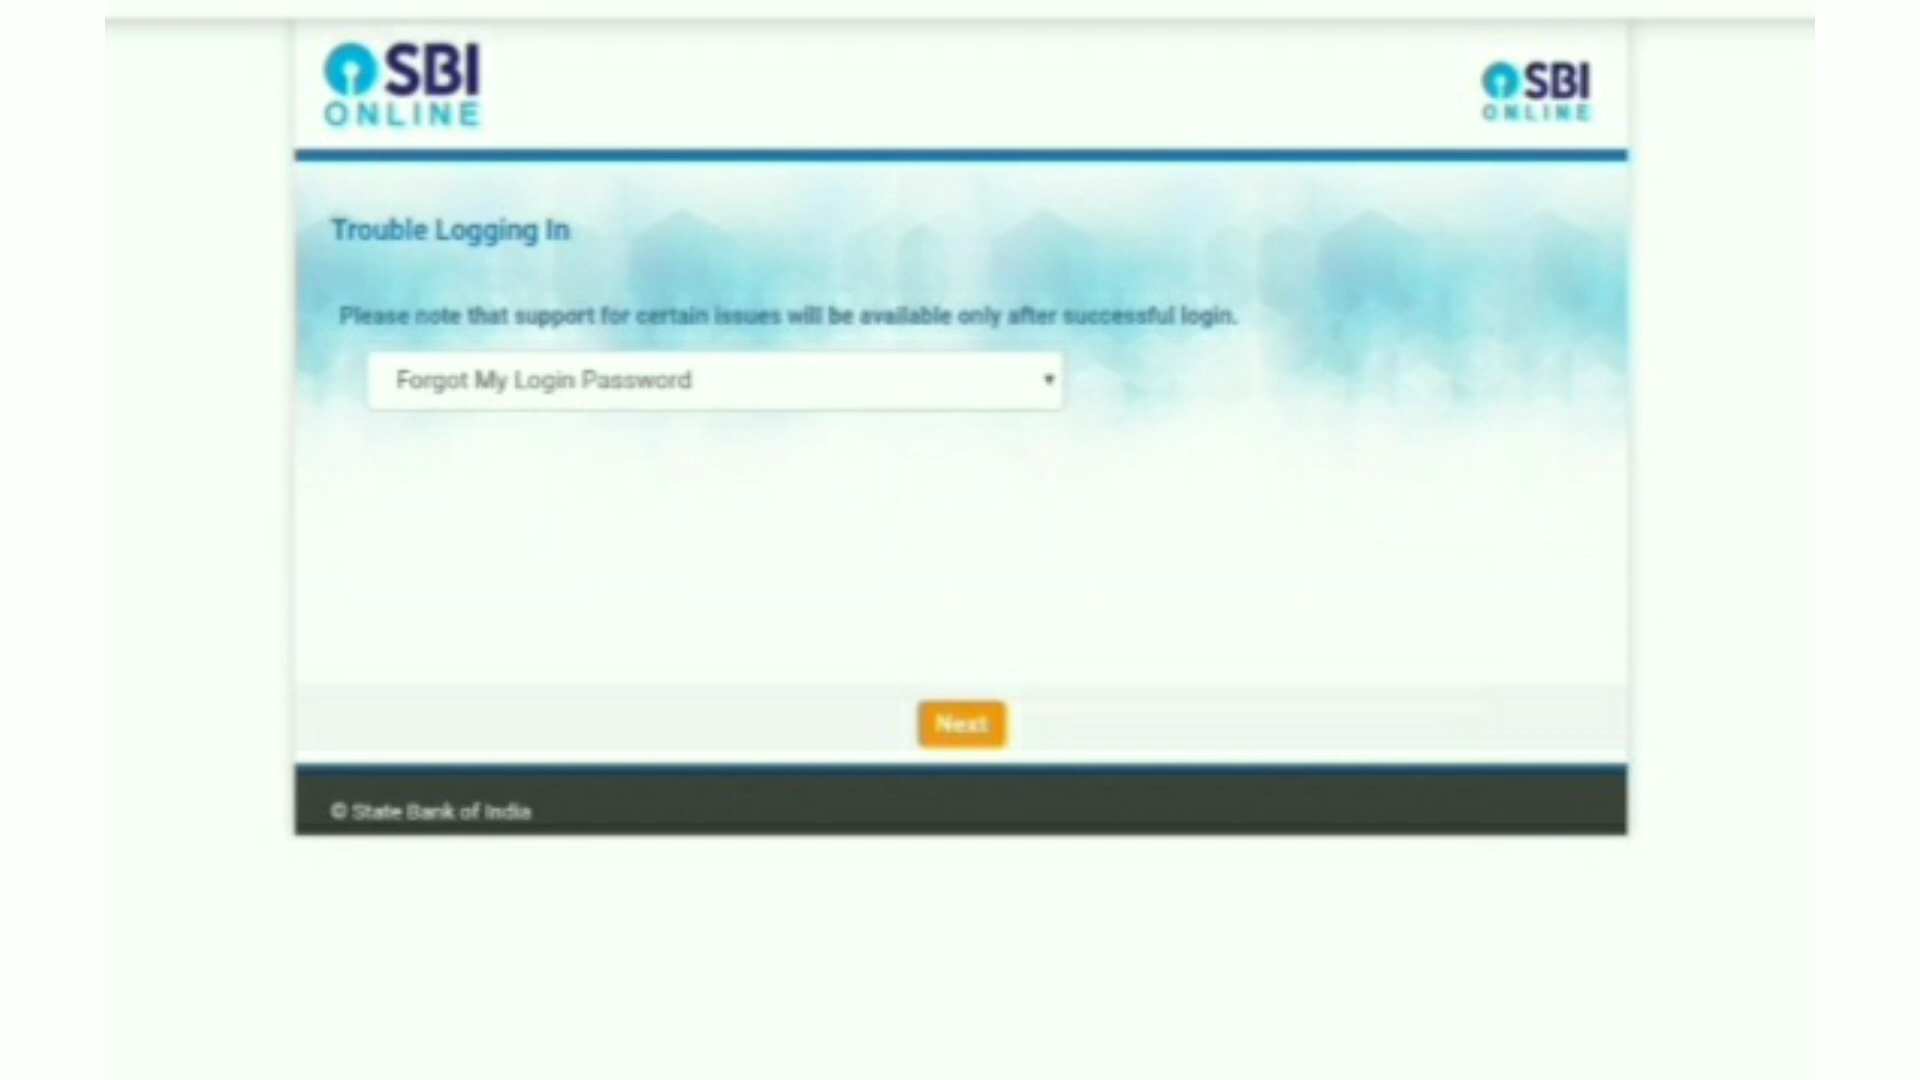 SBI
ONLINE
SBI
ONLINE
Trouble Logging In
Please note that support for certain issues will be available only after successful login.
Forgot My Login Password
Next
© State Bank of India